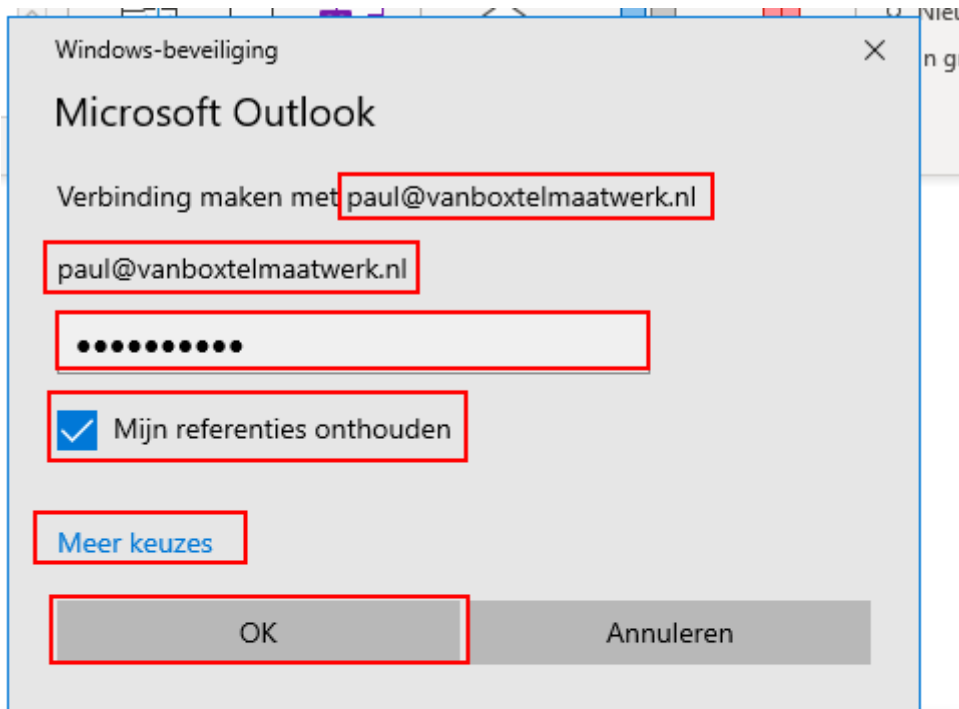 Windows-beveiliging
Microsoft Outlook
Verbinding maken met paul@vanboxtelmaatwerk.nl
paul@vanboxtelmaatwerk.nl
●●●●●●●●●●
Mijn referenties onthouden
Meer keuzes
OK Annuleren